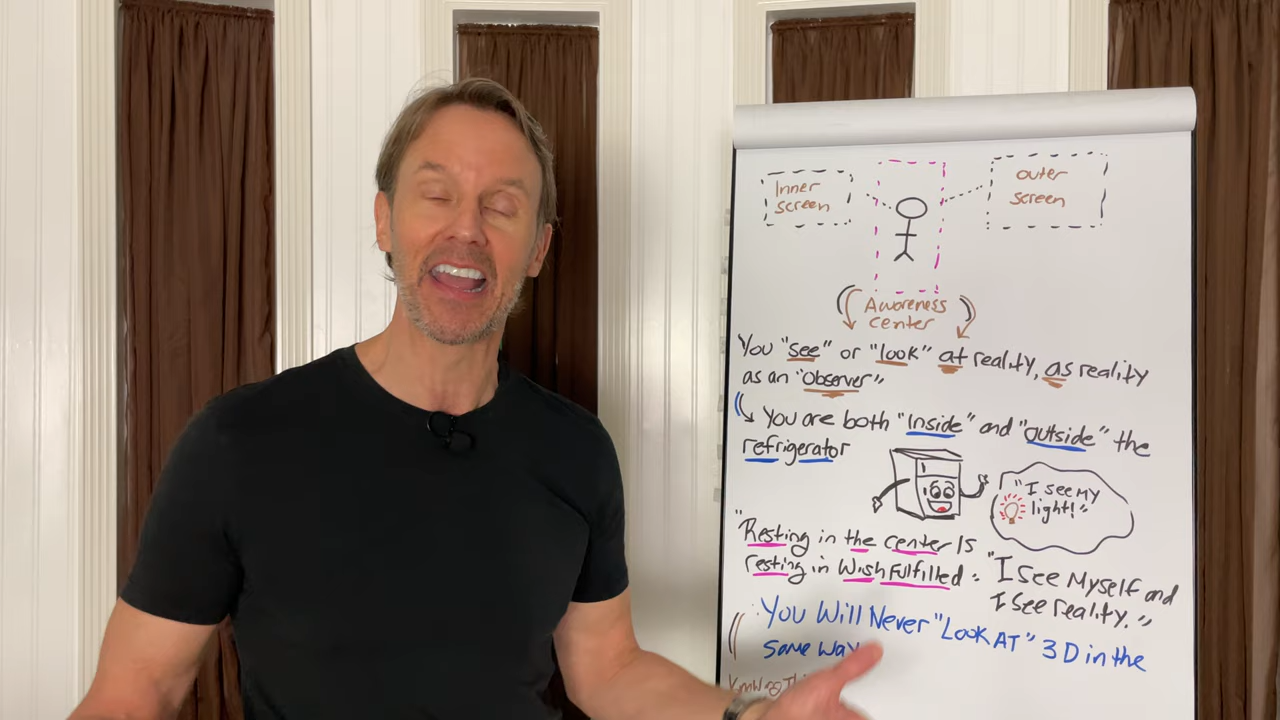 Inner
screen
outer
screen
Awareness
center
You "see" or "look" at reality, as reality
as an "observer"
You are both "Inside" and "outside" the
refrigerator
"I see My
light!"
"Resting in the center Is
resting in Wish Fulfilled:
"I see Myself and
I see reality."
You Will Never "Look AT" 3D in the
Same Way